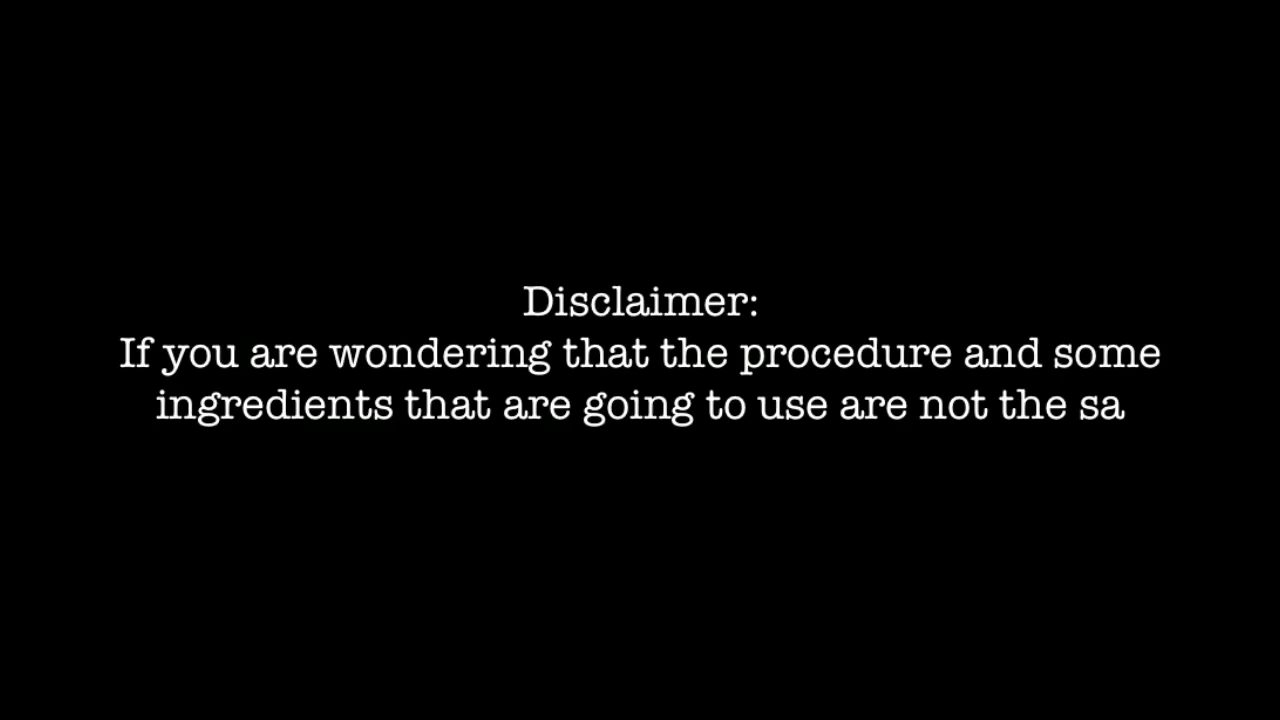 Disclaimer:
If you are wondering that the procedure and some
ingredients that are going to use are not the sa